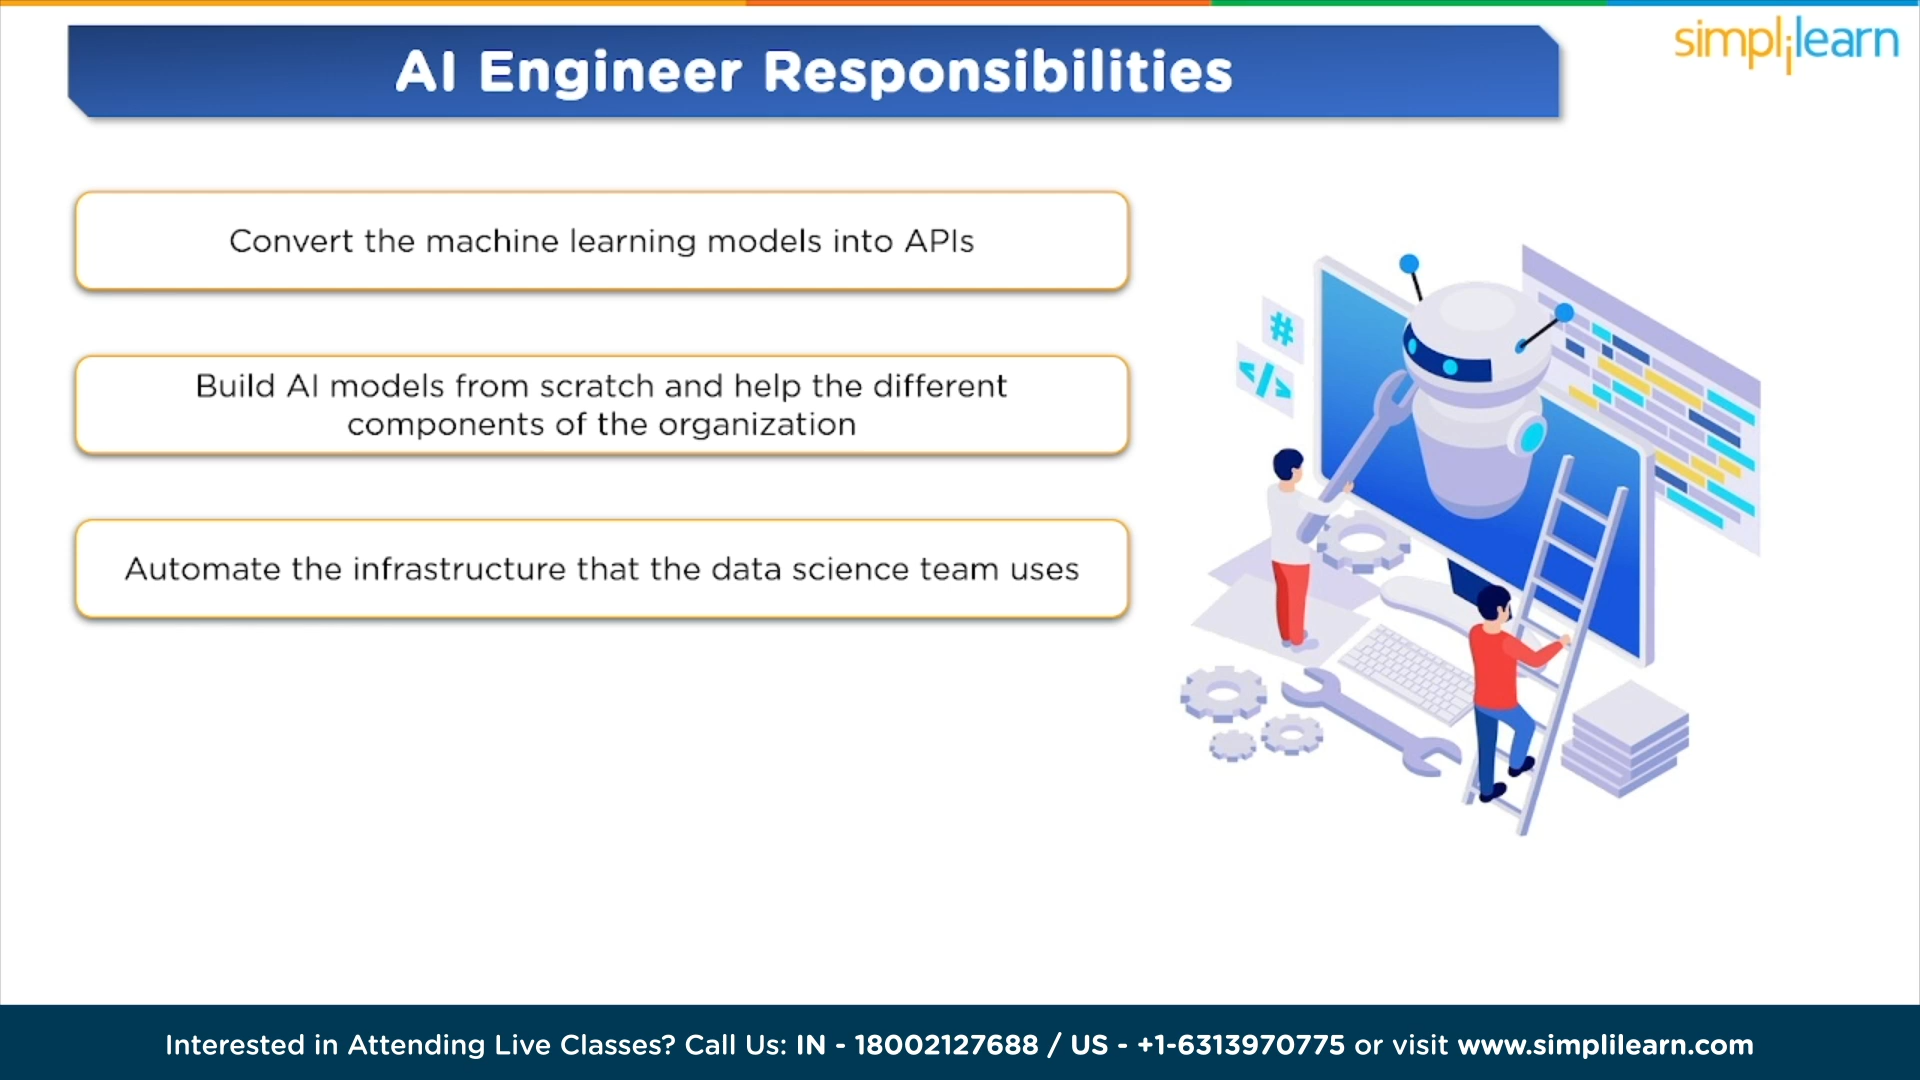 AI Engineer Responsibilities
simplilearn
Convert the machine learning models into APIs
Build AI models from scratch and help the different
components of the organization
Automate the infrastructure that the data science team uses
#
</>
Interested in Attending Live Classes? Call Us: IN - 18002127688 / US - +1-6313970775 or visit www.simplilearn.com